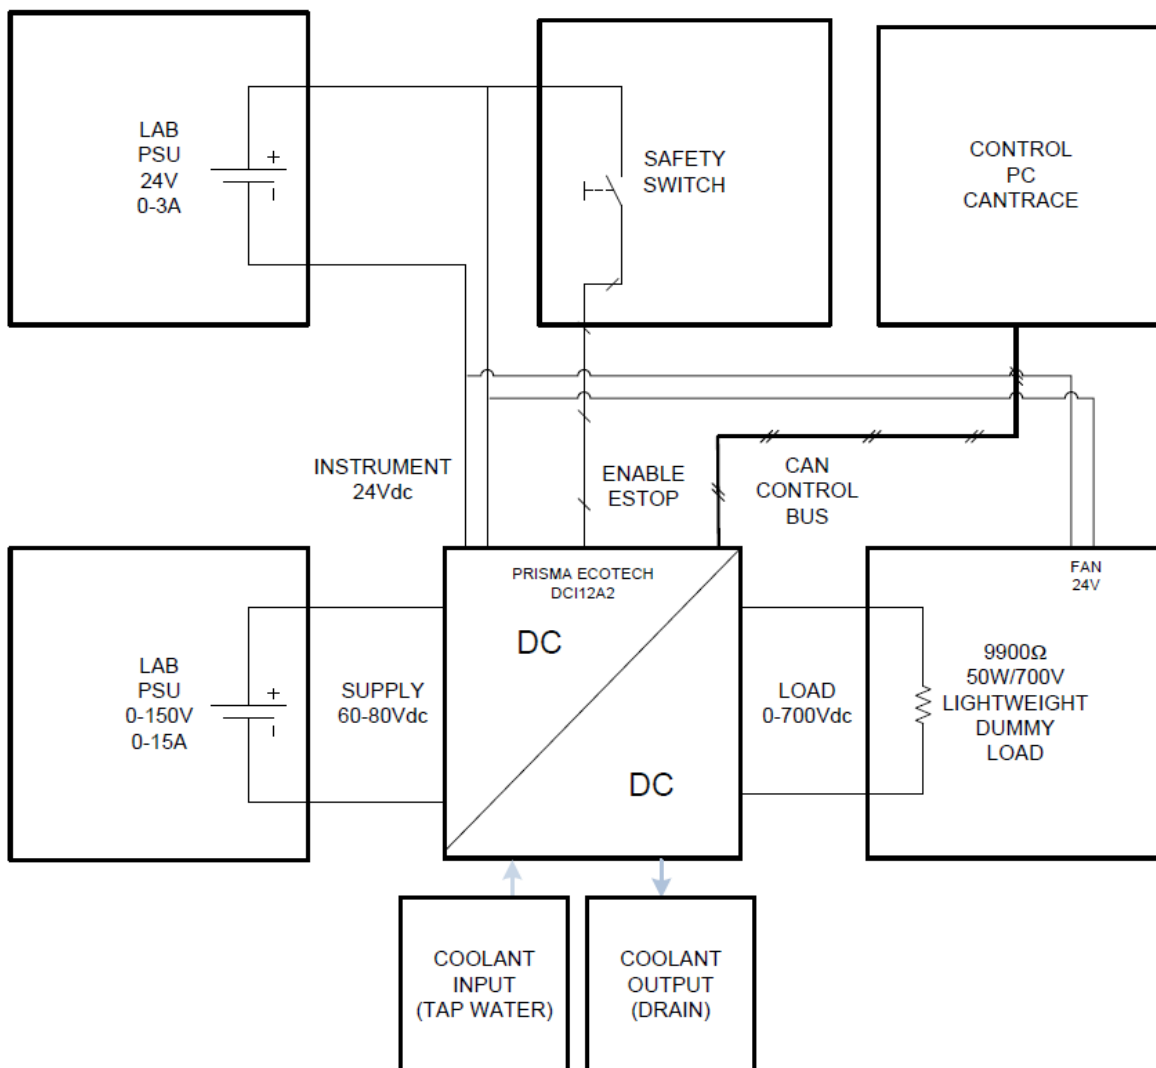 LAB
PSU
24V
0-3A
+
SAFETY
SWITCH
CONTROL
PC
CANTRACE
INSTRUMENT
24Vdc
ENABLE
ESTOP
CAN
CONTROL
BUS
LAB
PSU
0-150V
0-15A
+
SUPPLY
60-80Vdc
PRISMA ECOTECH
DCI12A2
DC
DC
LOAD
0-700Vdc
FAN
24V
9900Ω
50W/700V
LIGHTWEIGHT
DUMMY
LOAD
COOLANT
INPUT
(TAP WATER)
COOLANT
OUTPUT
(DRAIN)